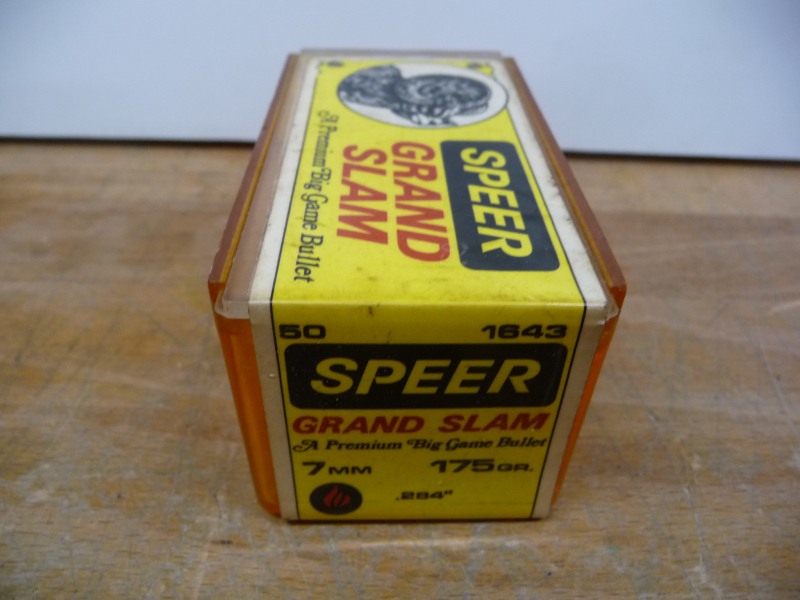 SPEER
GRAND
SLAM
A Premium Big Game Bullet
50 1643
SPEER
GRAND SLAM
A Premium Big Game Bullet
7MM 175GR.
.284"